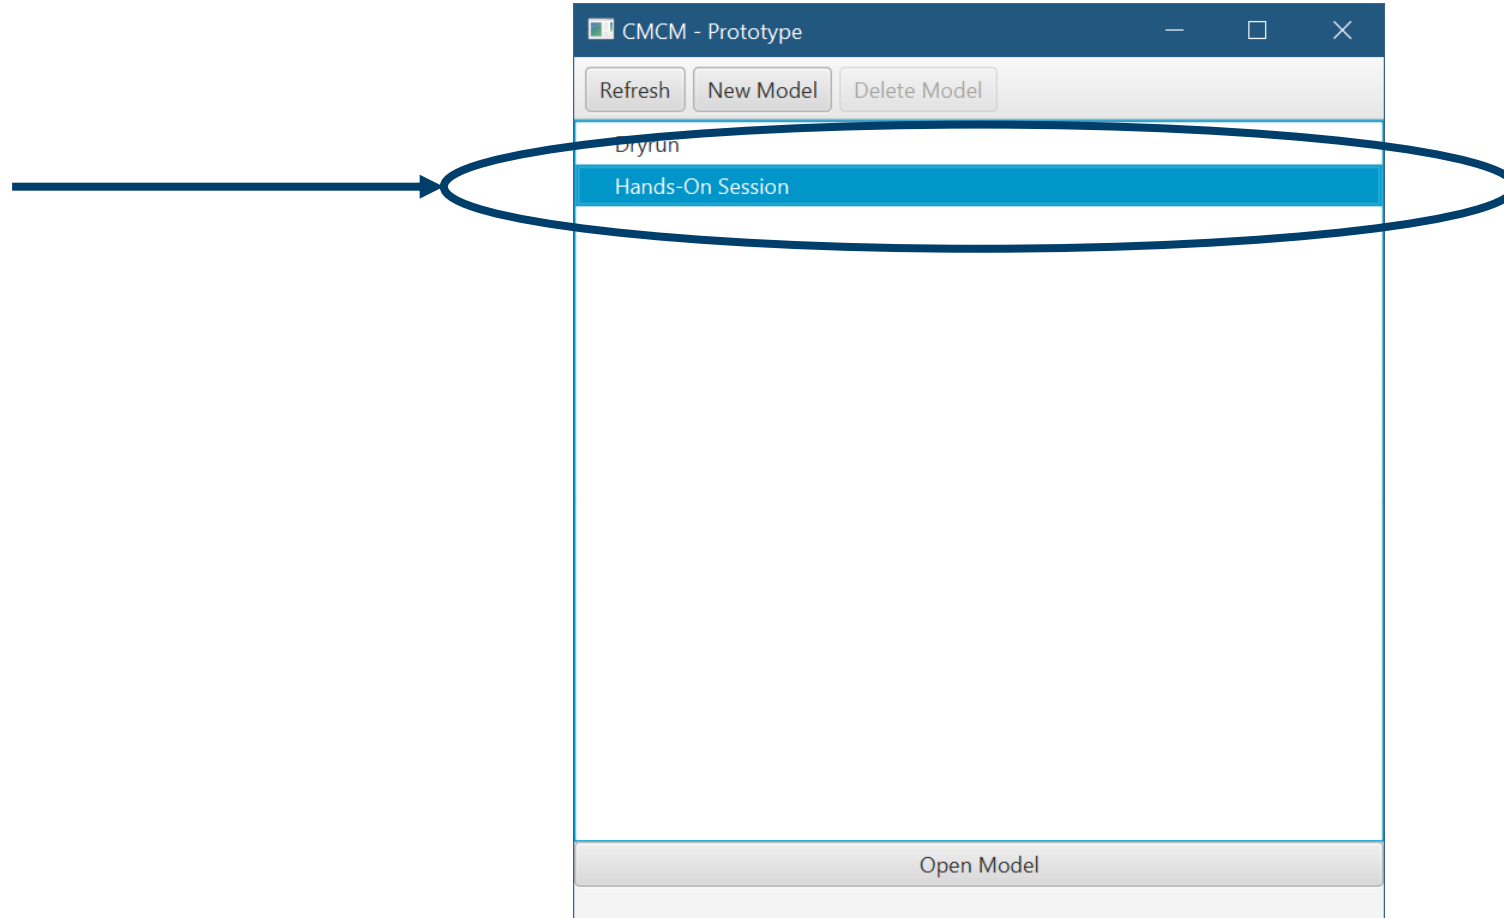 CMCM - Prototype
Refresh New Model Delete Model
Dryrun
Hands-On Session
Open Model